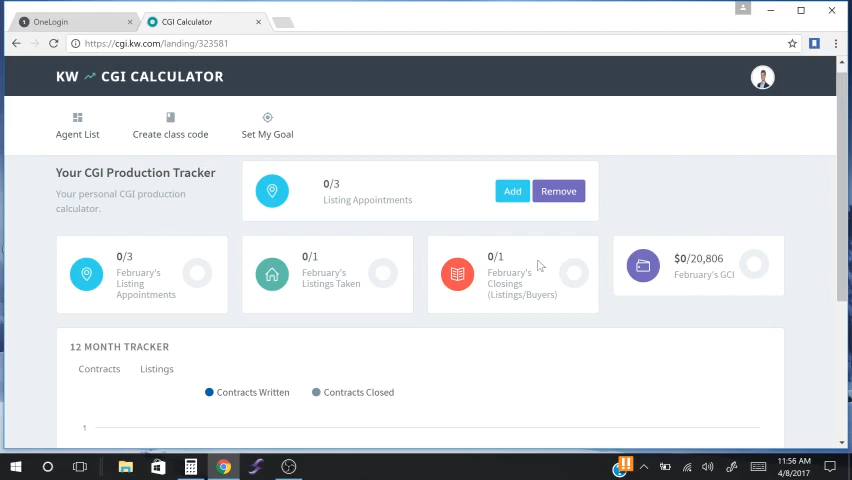 OneLogin
CGI Calculator
https://cgi.kw.com/landing/323581
KW CGI CALCULATOR
Agent List
Create class code
Set My Goal
Your CGI Production Tracker
Your personal CGI production
calculator.
0/3
Listing Appointments
Add
Remove
0/3
February's
Listing
Appointments
0/1
February's
Listings Taken
0/1
February's
Closings
(Listings/Buyers)
$0/20,806
February's GCI
12 MONTH TRACKER
Contracts
Listings
Contracts Written
Contracts Closed
1
11:56 AM
4/8/2017